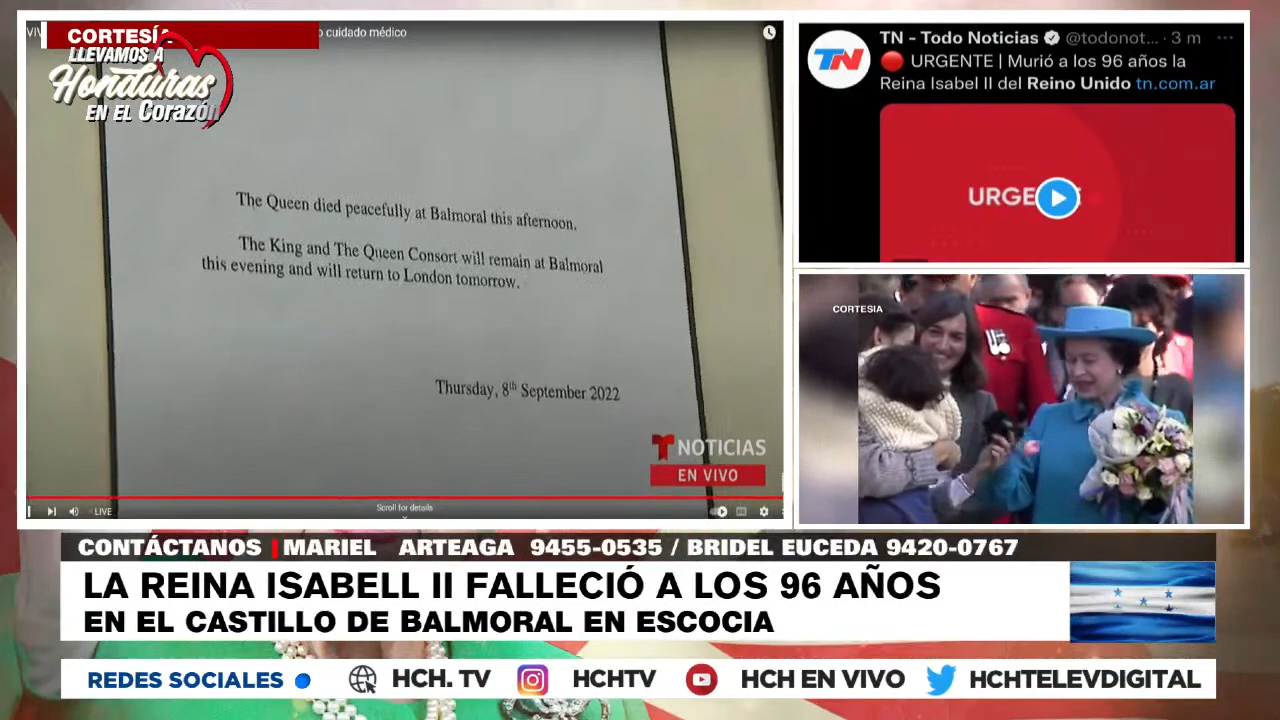 CORTESÍA
LLEVAMOS A
Honduras
EN EL Corazón
cuidado médico
The Queen died peacefully at Balmoral this afternoon.
The King and The Queen Consort will remain at Balmoral
this evening and will return to London tomorrow.
Thursday, 8th September 2022
T NOTICIAS
EN VIVO
LIVE
Scroll for details
TN
TN - Todo Noticias @todonot... · 3 m
URGENTE | Murió a los 96 años la
Reina Isabel II del Reino Unido tn.com.ar
URGE
CORTESIA
CONTÁCTANOS | MARIEL ARTEAGA 9455-0535 / BRIDEL EUCEDA 9420-0767
LA REINA ISABELL II FALLECIÓ A LOS 96 AÑOS
EN EL CASTILLO DE BALMORAL EN ESCOCIA
REDES SOCIALES HCH. TV HCHTV HCH EN VIVO HCHTELEVDIGITAL